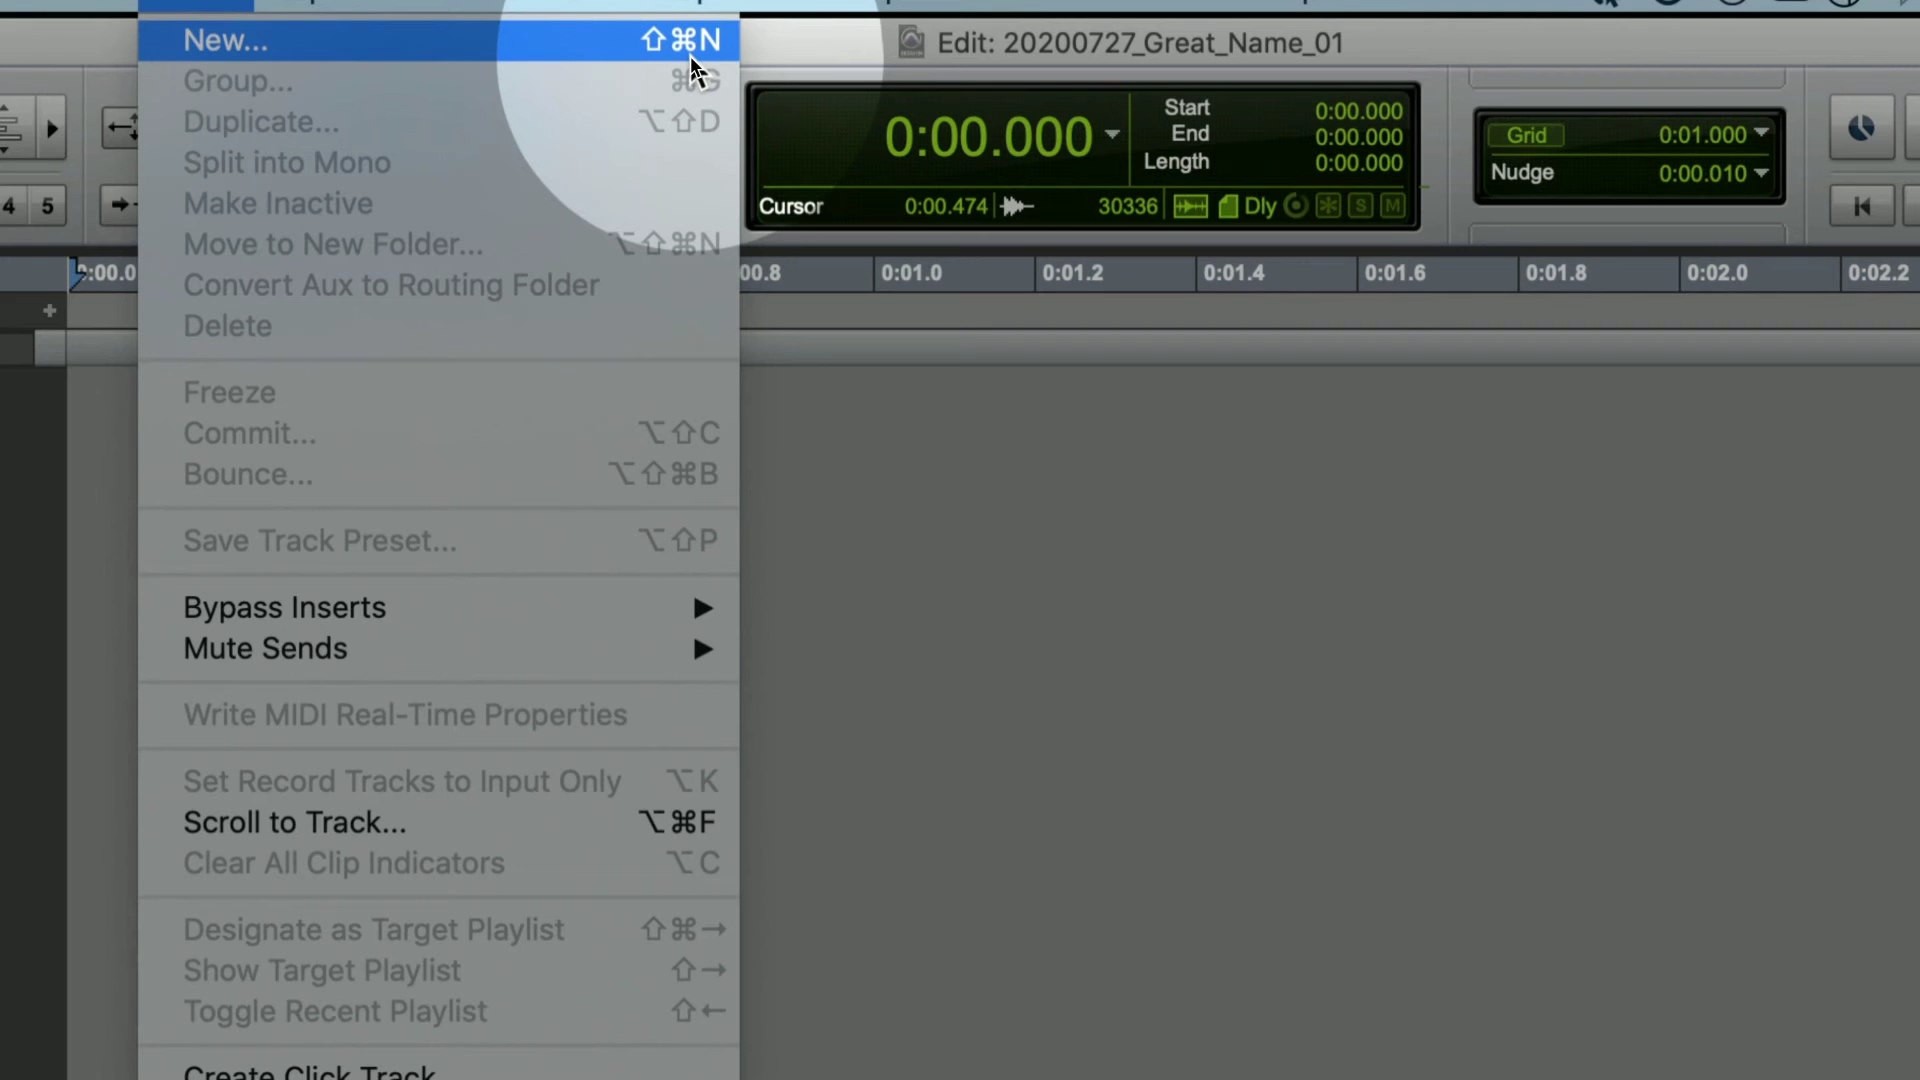 New... ⇧⌘N
Group... ⌘G
Duplicate... ⌥⇧D
Split into Mono
Make Inactive
Move to New Folder... ⌥⇧⌘N
Convert Aux to Routing Folder
Delete
Freeze
Commit... ⌥⇧C
Bounce... ⌥⇧⌘B
Save Track Preset... ⌥⇧P
Bypass Inserts ▶
Mute Sends ▶
Write MIDI Real-Time Properties
Set Record Tracks to Input Only ⌥K
Scroll to Track... ⌥⌘F
Clear All Clip Indicators ⌥C
Designate as Target Playlist ⇧⌘→
Show Target Playlist ⇧→
Toggle Recent Playlist ⇧←
Create Click Track
Edit: 20200727_Great_Name_01
4 5
0:00.000
Start 0:00.000
End 0:00.000
Length 0:00.000
Cursor 0:00.474 30336 Dly S M
Grid 0:01.000
Nudge 0:00.010
:00.0 00.8 0:01.0 0:01.2 0:01.4 0:01.6 0:01.8 0:02.0 0:02.2
+